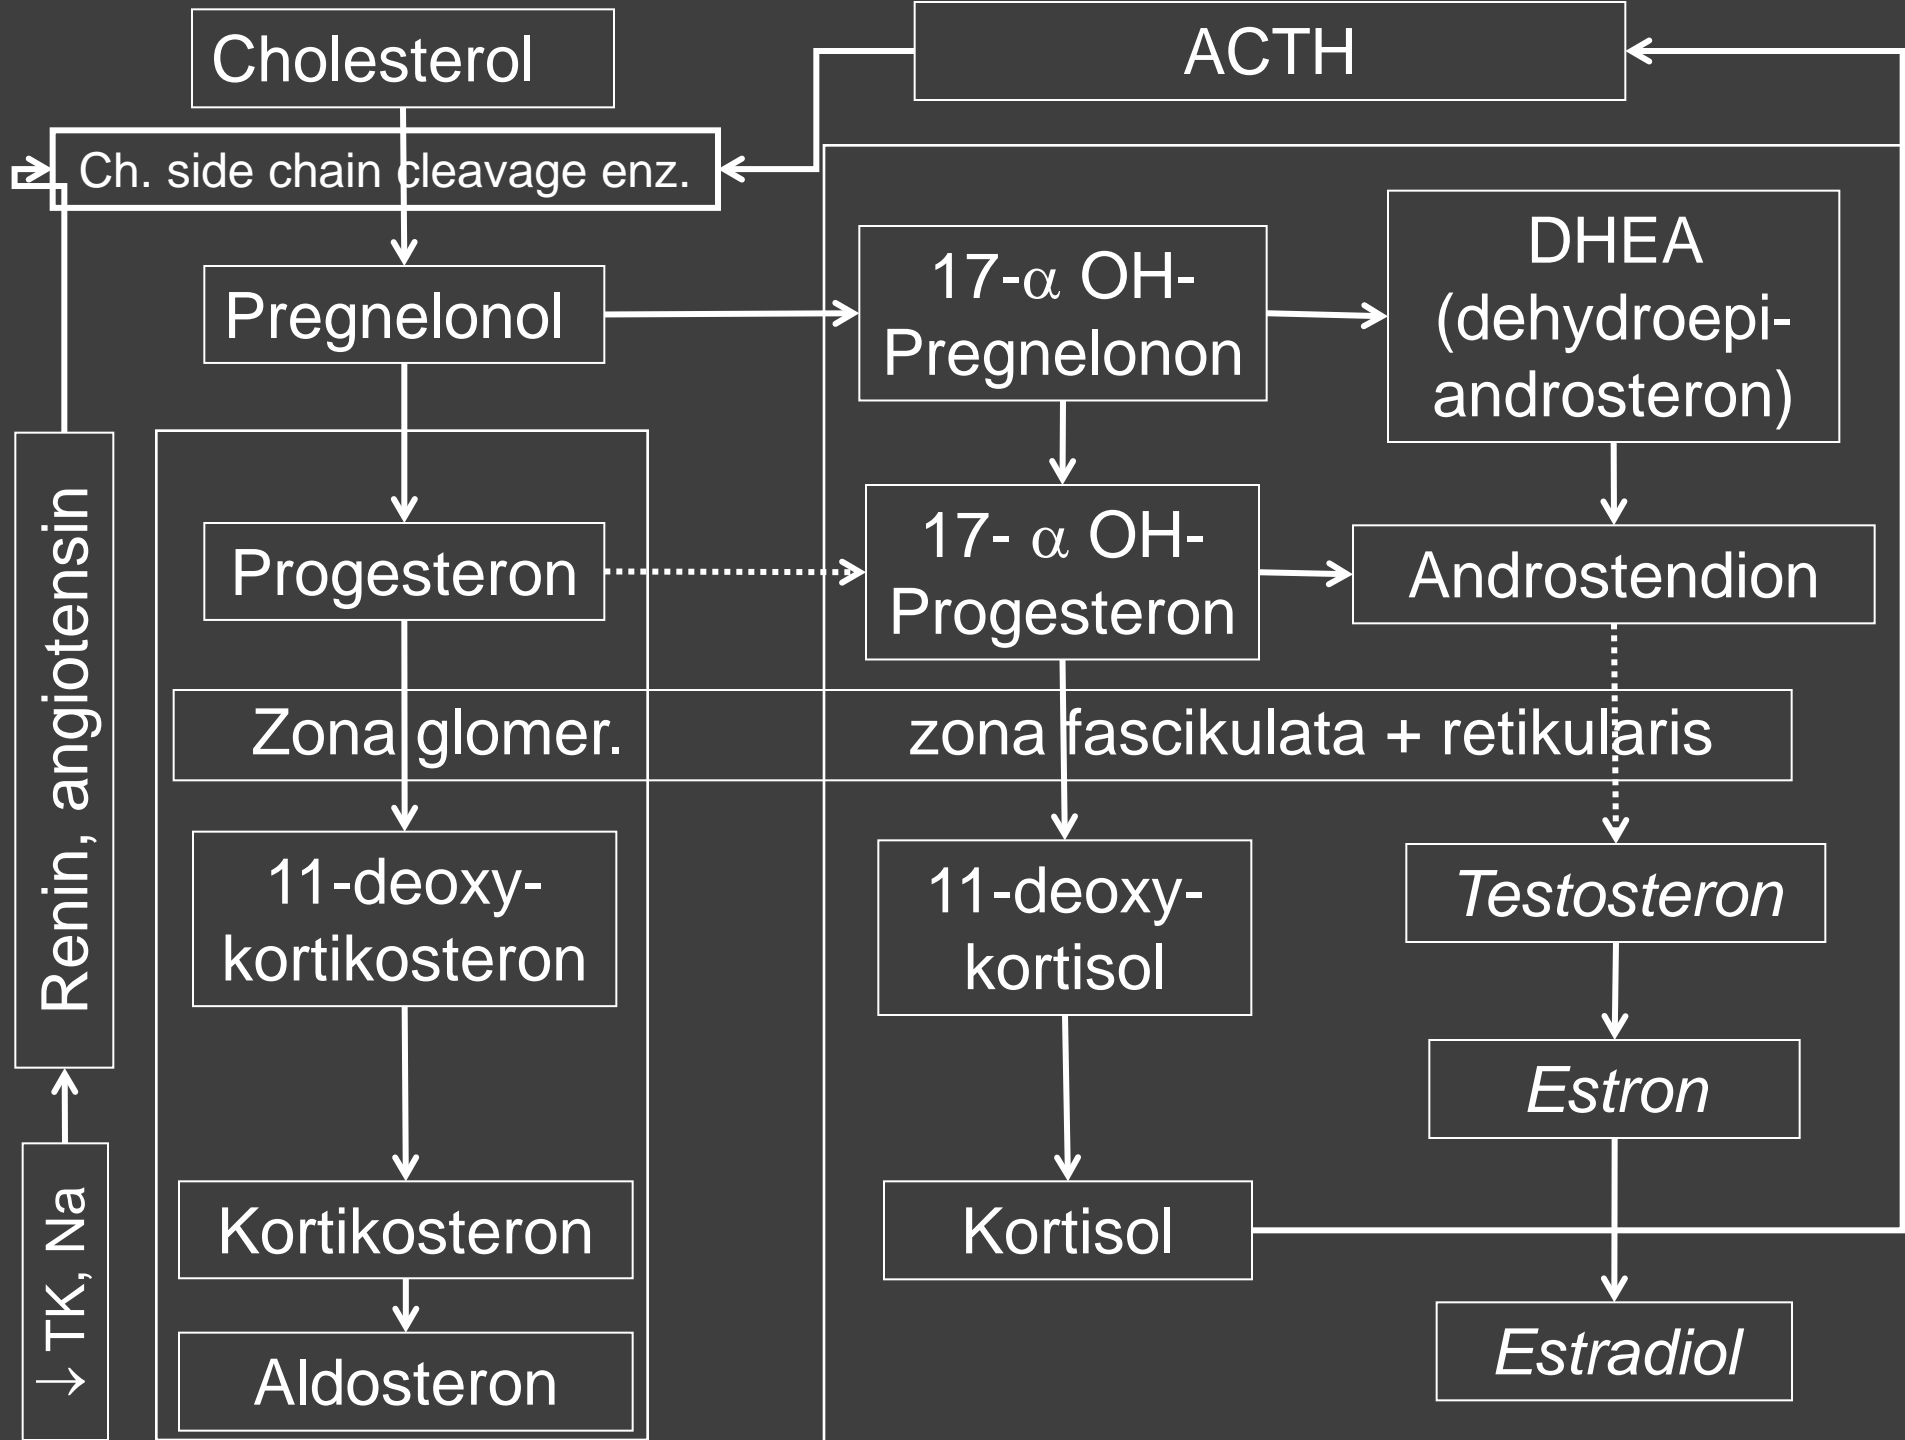 Cholesterol
ACTH
Ch. side chain cleavage enz.
Pregnelonol
17-α OH-
Pregnelonon
DHEA
(dehydroepi-
androsteron)
Renin, angiotensin
Progesteron
17- α OH-
Progesteron
Androstendion
Zona glomer.
zona fascikulata + retikularis
11-deoxy-
kortikosteron
11-deoxy-
kortisol
Testosteron
Estron
↓ TK, Na
Kortikosteron
Kortisol
Aldosteron
Estradiol